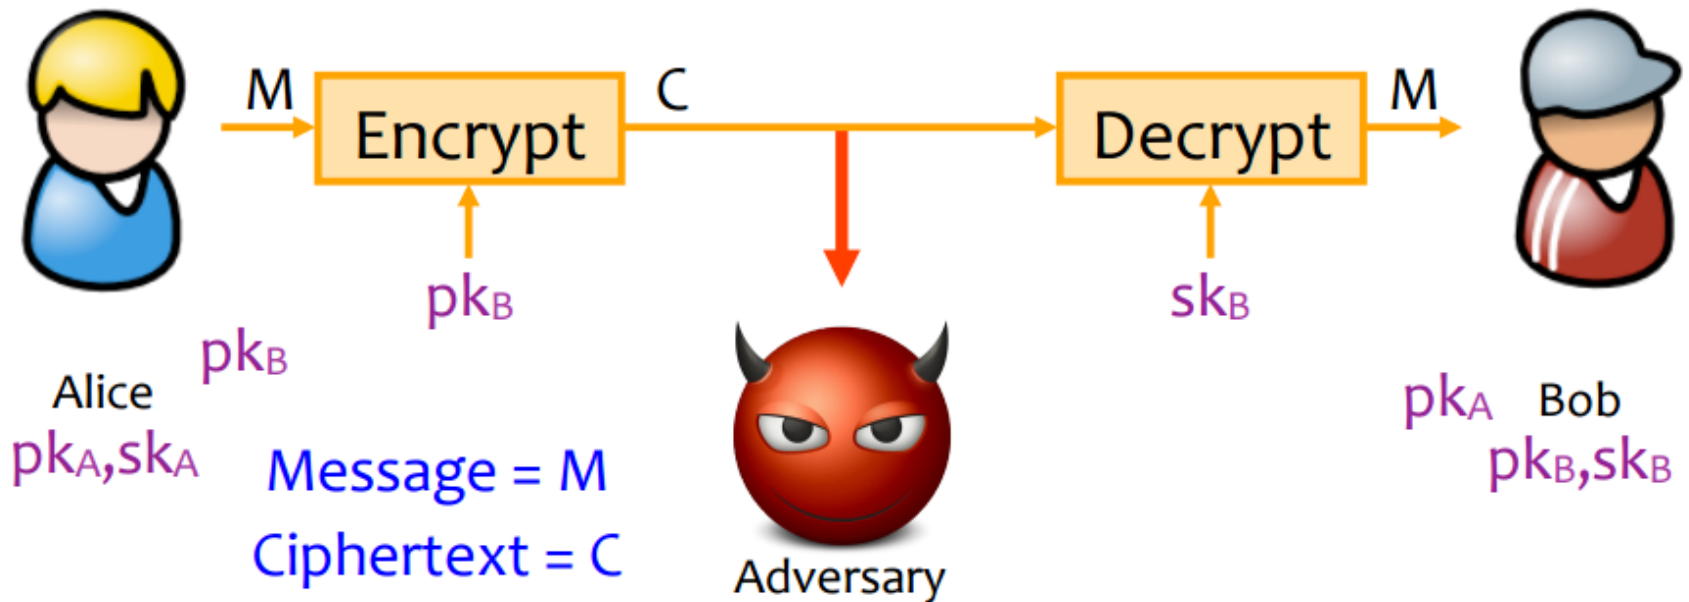 M
Encrypt
C
Decrypt
M
pkB
skB
pkB
Alice
pkA,skA
pkA
Bob
pkB,skB
Message = M
Ciphertext = C
Adversary